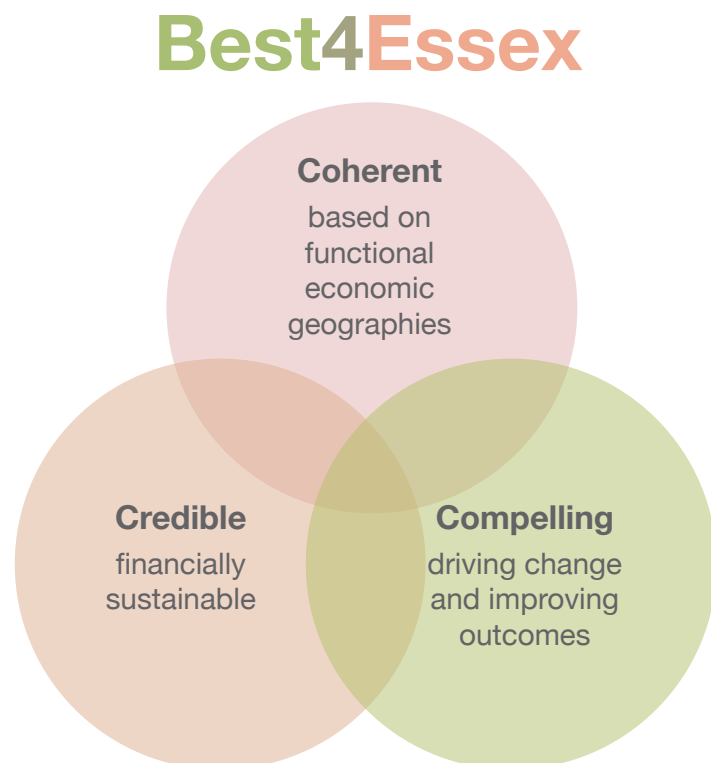 Best4Essex
Coherent
based on
functional
economic
geographies
Credible
financially
sustainable
Compelling
driving change
and improving
outcomes